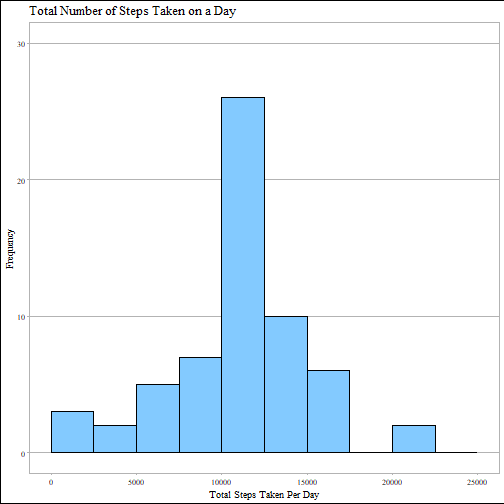 Total Number of Steps Taken on a Day
30
20
10
0
Frequency
0 5000 10000 15000 20000 25000
Total Steps Taken Per Day